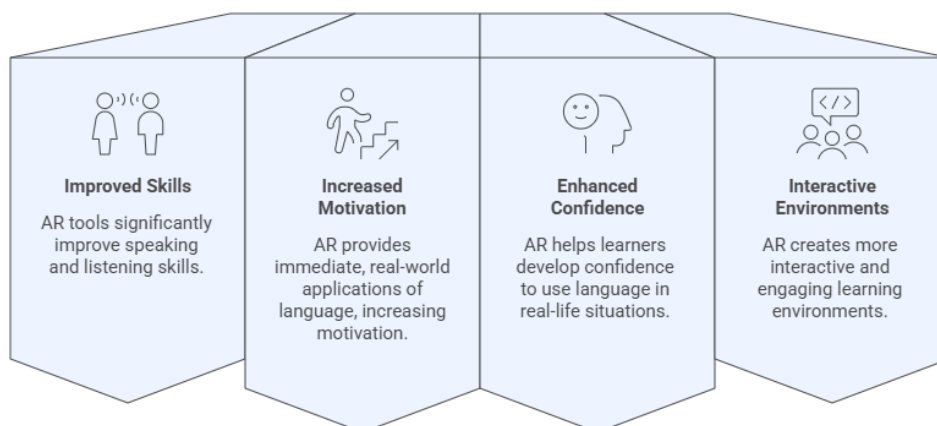 Improved Skills
AR tools significantly
improve speaking
and listening skills.
Increased
Motivation
AR provides
immediate, real-world
applications of
language, increasing
motivation.
Enhanced
Confidence
AR helps learners
develop confidence
to use language in
real-life situations.
</>
Interactive
Environments
AR creates more
interactive and
engaging learning
environments.